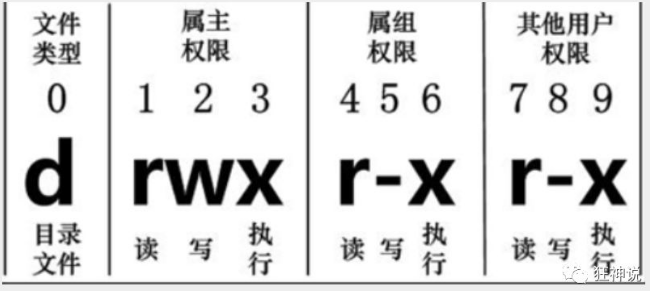 文件 属主 属组 其他用户
类型 权限 权限 权限
0 1 2 3 4 5 6 7 8 9
d rwx r-x r-x
目录 读 写 执 读 写 执 读 写 执
文件 行 行 行
狂神说